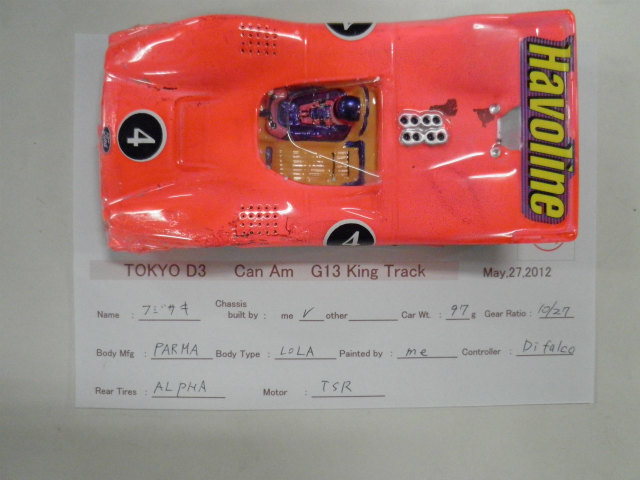 4
Havoline
4
Ford
4
TOKYO D3 Can Am G13 King Track May,27,2012
Name : フジサキ Chassis built by : me ✓ other Car Wt. : 97 g Gear Ratio : 10/27
Body Mfg : PARMA Body Type : LOLA Painted by : me Controller : Difalco
Rear Tires : ALPHA Motor : TSR